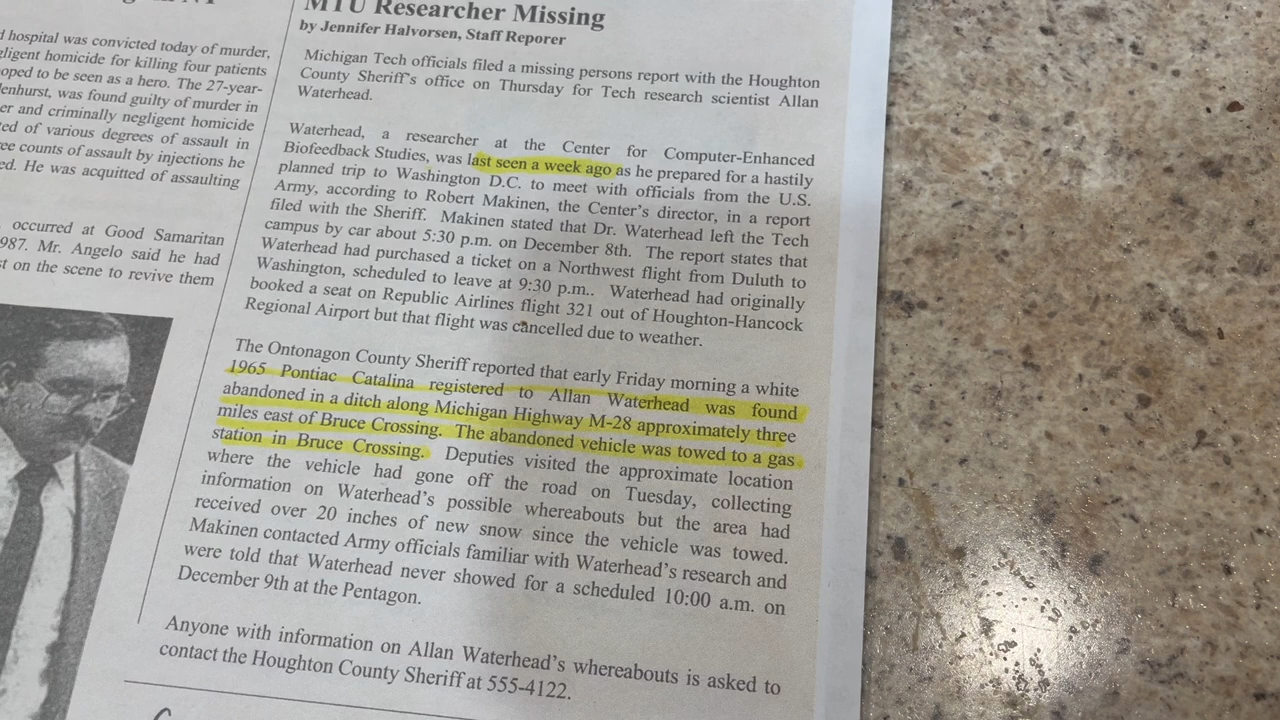 d hospital was convicted today of murder,
gligent homicide for killing four patients
oped to be seen as a hero. The 27-year-
lenhurst, was found guilty of murder in
er and criminally negligent homicide
ted of various degrees of assault in
ree counts of assault by injections he
ed. He was acquitted of assaulting
occurred at Good Samaritan
987. Mr. Angelo said he had
st on the scene to revive them
MTU Researcher Missing
by Jennifer Halvorsen, Staff Reporer
Michigan Tech officials filed a missing persons report with the Houghton
County Sheriff's office on Thursday for Tech research scientist Allan
Waterhead.
Waterhead, a researcher at the Center for Computer-Enhanced
Biofeedback Studies, was last seen a week ago as he prepared for a hastily
planned trip to Washington D.C. to meet with officials from the U.S.
Army, according to Robert Makinen, the Center's director, in a report
filed with the Sheriff. Makinen stated that Dr. Waterhead left the Tech
campus by car about 5:30 p.m. on December 8th. The report states that
Waterhead had purchased a ticket on a Northwest flight from Duluth to
Washington, scheduled to leave at 9:30 p.m.. Waterhead had originally
booked a seat on Republic Airlines flight 321 out of Houghton-Hancock
Regional Airport but that flight was cancelled due to weather.
The Ontonagon County Sheriff reported that early Friday morning a white
1965 Pontiac Catalina registered to Allan Waterhead was found
abandoned in a ditch along Michigan Highway M-28 approximately three
miles east of Bruce Crossing. The abandoned vehicle was towed to a gas
station in Bruce Crossing. Deputies visited the approximate location
where the vehicle had gone off the road on Tuesday, collecting
information on Waterhead's possible whereabouts but the area had
received over 20 inches of new snow since the vehicle was towed.
Makinen contacted Army officials familiar with Waterhead's research and
were told that Waterhead never showed for a scheduled 10:00 a.m. on
December 9th at the Pentagon.
Anyone with information on Allan Waterhead's whereabouts is asked to
contact the Houghton County Sheriff at 555-4122.